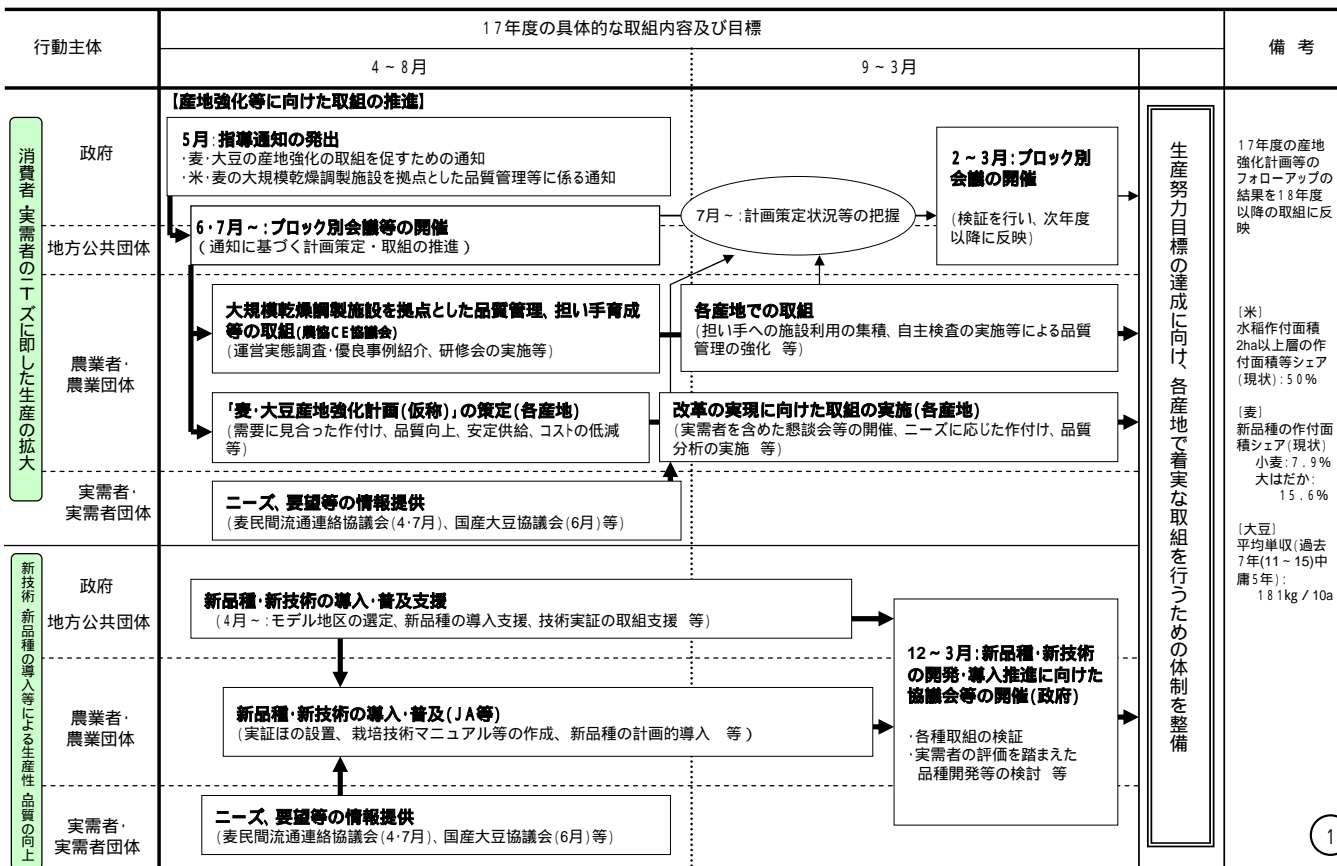 行動主体
17年度の具体的な取組内容及び目標
4~8月
9~3月
備 考
消費者・実需者のニーズに即した生産の拡大
政府
地方公共団体
農業者・
農業団体
実需者・
実需者団体
【産地強化等に向けた取組の推進】
5月:指導通知の発出
・麦・大豆の産地強化の取組を促すための通知
・米・麦の大規模乾燥調製施設を拠点とした品質管理等に係る通知
6・7月~:ブロック別会議等の開催
(通知に基づく計画策定・取組の推進)
7月~:計画策定状況等の把握
2~3月:ブロック別
会議の開催
(検証を行い、次年度
以降に反映)
大規模乾燥調製施設を拠点とした品質管理、担い手育成
等の取組(農協CE協議会)
(運営実態調査・優良事例紹介、研修会の実施等)
各産地での取組
(担い手への施設利用の集積、自主検査の実施等による品質
管理の強化 等)
「麦・大豆産地強化計画(仮称)」の策定(各産地)
(需要に見合った作付け、品質向上、安定供給、コストの低減
等)
改革の実現に向けた取組の実施(各産地)
(実需者を含めた懇談会等の開催、ニーズに応じた作付け、品質
分析の実施 等)
ニーズ、要望等の情報提供
(麦民間流通連絡協議会(4・7月)、国産大豆協議会(6月)等)
新技術・新品種の導入等による生産性・品質の向上
政府
地方公共団体
農業者・
農業団体
実需者・
実需者団体
新品種・新技術の導入・普及支援
(4月~:モデル地区の選定、新品種の導入支援、技術実証の取組支援 等)
新品種・新技術の導入・普及(JA等)
(実証ほの設置、栽培技術マニュアル等の作成、新品種の計画的導入 等)
ニーズ、要望等の情報提供
(麦民間流通連絡協議会(4・7月)、国産大豆協議会(6月)等)
12~3月:新品種・新技術
の開発・導入推進に向けた
協議会等の開催(政府)
・各種取組の検証
・実需者の評価を踏まえた
品種開発等の検討 等
生産努力目標の達成に向け、各産地で着実な取組を行うための体制を整備
17年度の産地
強化計画等の
フォローアップの
結果を18年度
以降の取組に反
映
[米]
水稲作付面積
2ha以上層の作
付面積等シェア
(現状):50%
[麦]
新品種の作付面
積シェア(現状)
小麦:7.9%
大はだか:
15.6%
[大豆]
平均単収(過去
7年(11~15)中
庸5年):
181kg/10a
1